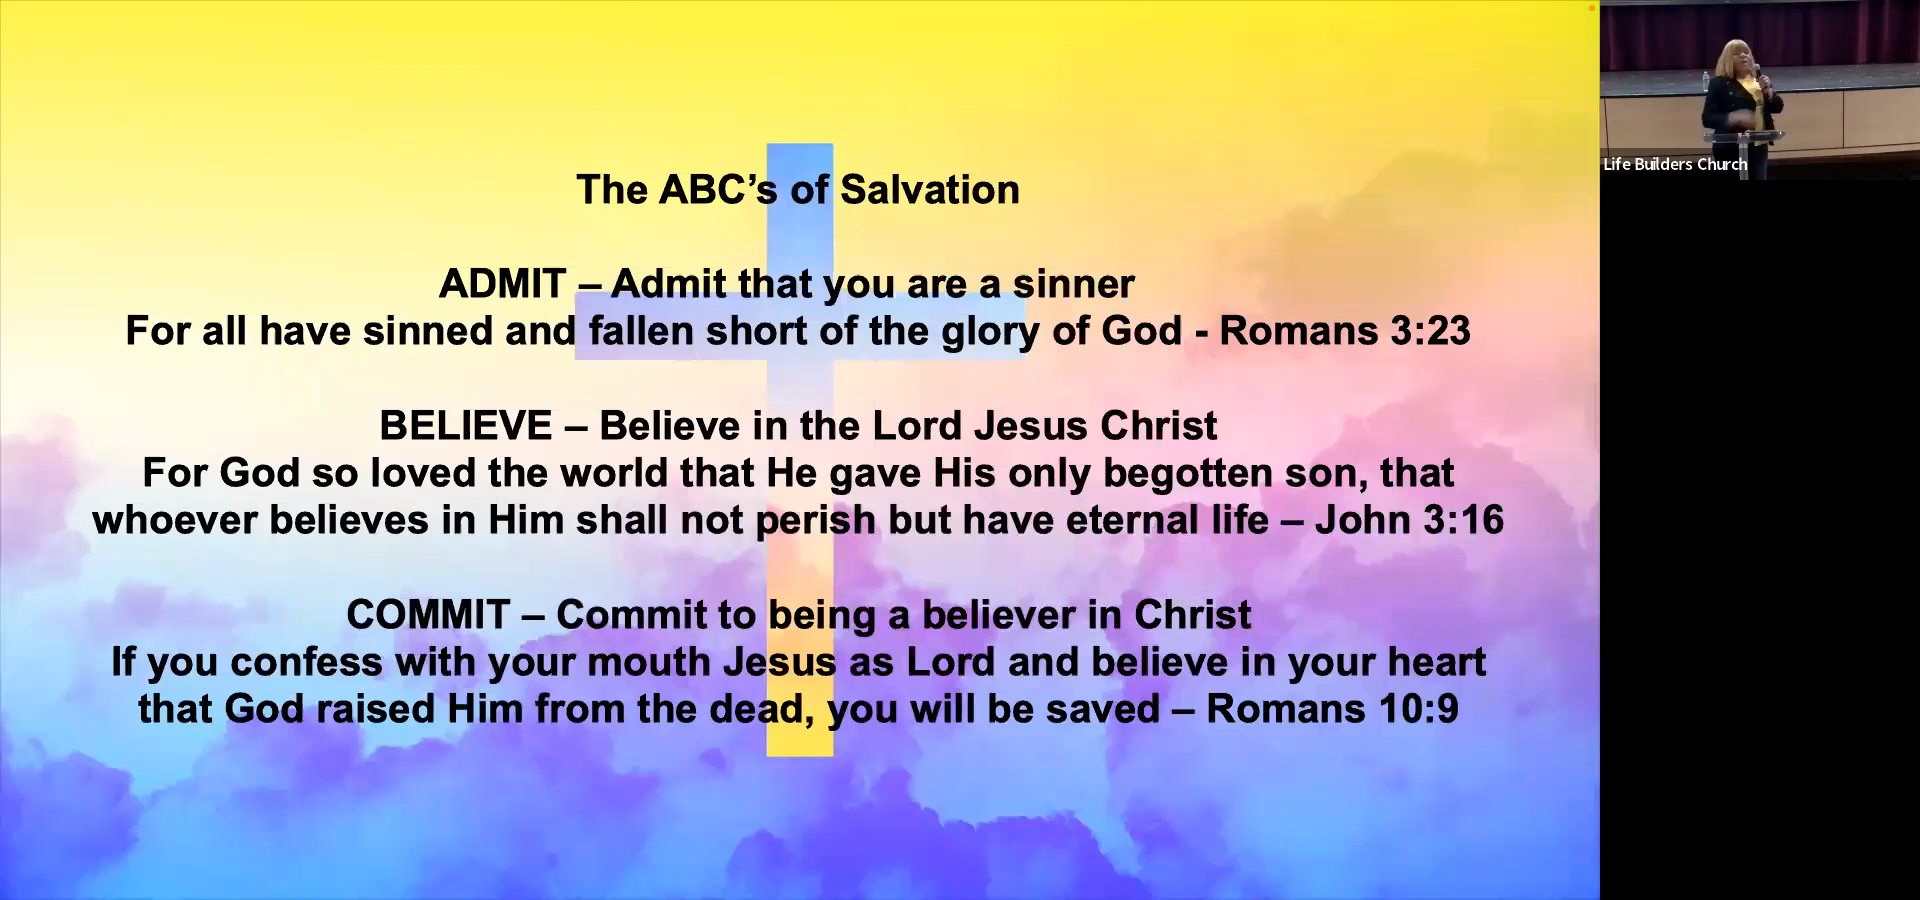 The ABC’s of Salvation
ADMIT – Admit that you are a sinner
For all have sinned and fallen short of the glory of God - Romans 3:23
BELIEVE – Believe in the Lord Jesus Christ
For God so loved the world that He gave His only begotten son, that
whoever believes in Him shall not perish but have eternal life – John 3:16
COMMIT – Commit to being a believer in Christ
If you confess with your mouth Jesus as Lord and believe in your heart
that God raised Him from the dead, you will be saved – Romans 10:9
Life Builders Church